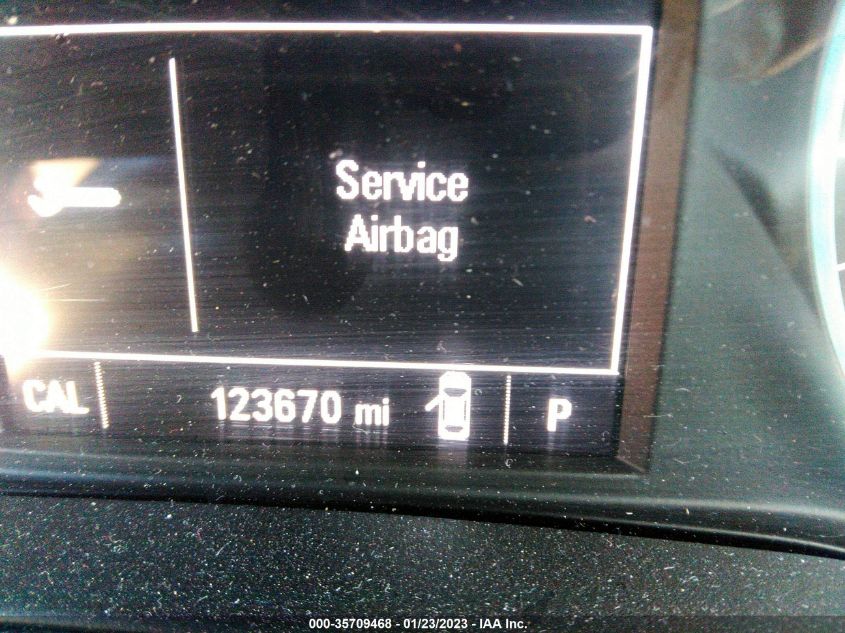 Service
Airbag
CAL 123670 mi P
000-35709468 - 01/23/2023 - IAA Inc.